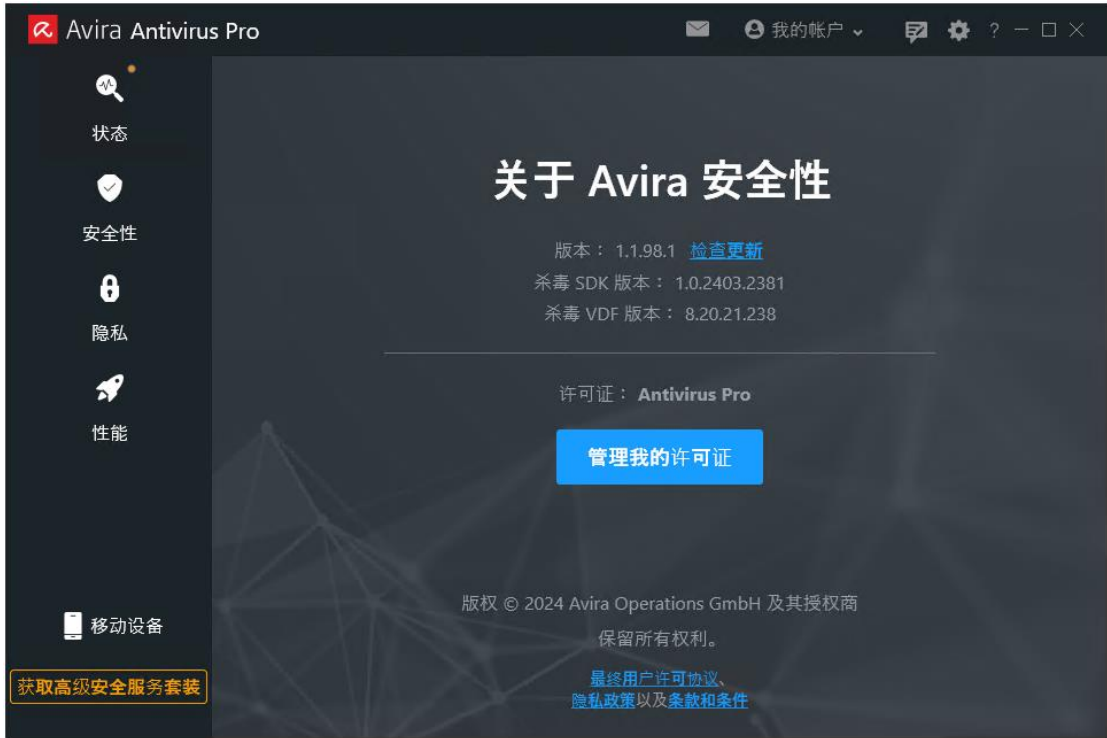 Avira Antivirus Pro
我的帐户
?
状态
安全性
隐私
性能
移动设备
获取高级安全服务套装
关于 Avira 安全性
版本： 1.1.98.1 检查更新
杀毒 SDK 版本： 1.0.2403.2381
杀毒 VDF 版本： 8.20.21.238
许可证： Antivirus Pro
管理我的许可证
版权 © 2024 Avira Operations GmbH 及其授权商
保留所有权利。
最终用户许可协议、
隐私政策以及条款和条件